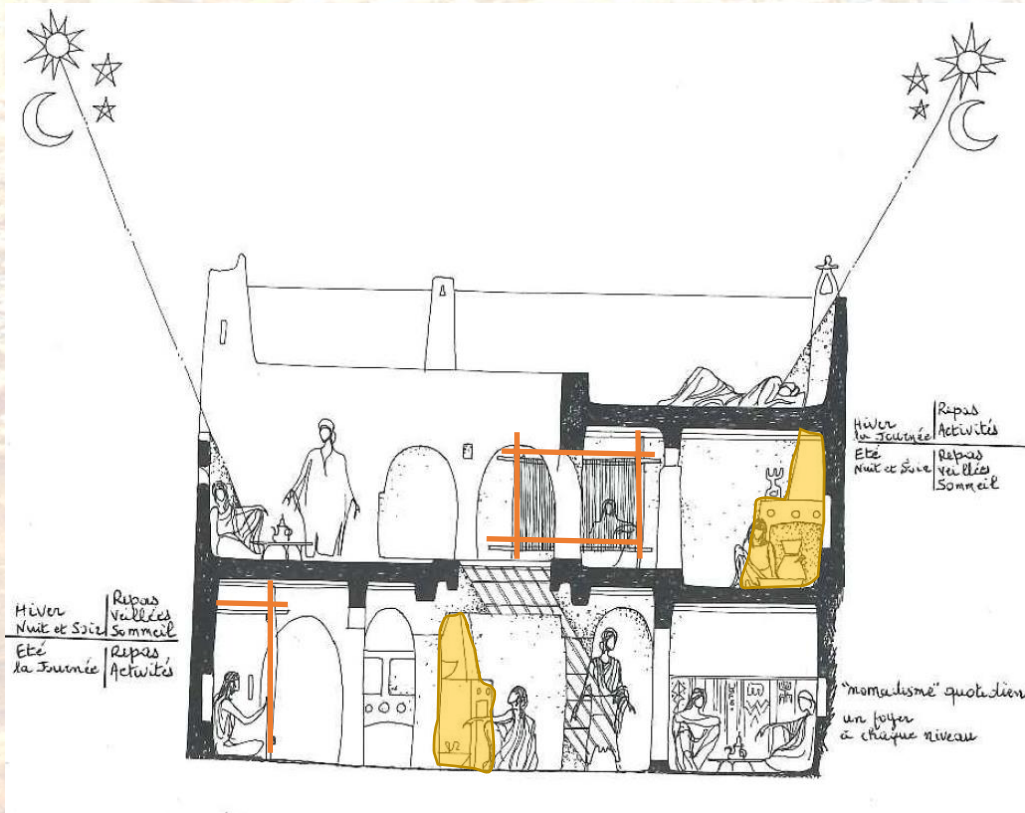 Hiver
la Journée
Repas
Activités
Eté
Nuit et Soir
Repas
Veillées
Sommeil
Hiver
Nuit et Soir
Repas
Veillées
Sommeil
Eté
la Journée
Repas
Activités
"nomadisme" quotidien
un foyer
à chaque niveau